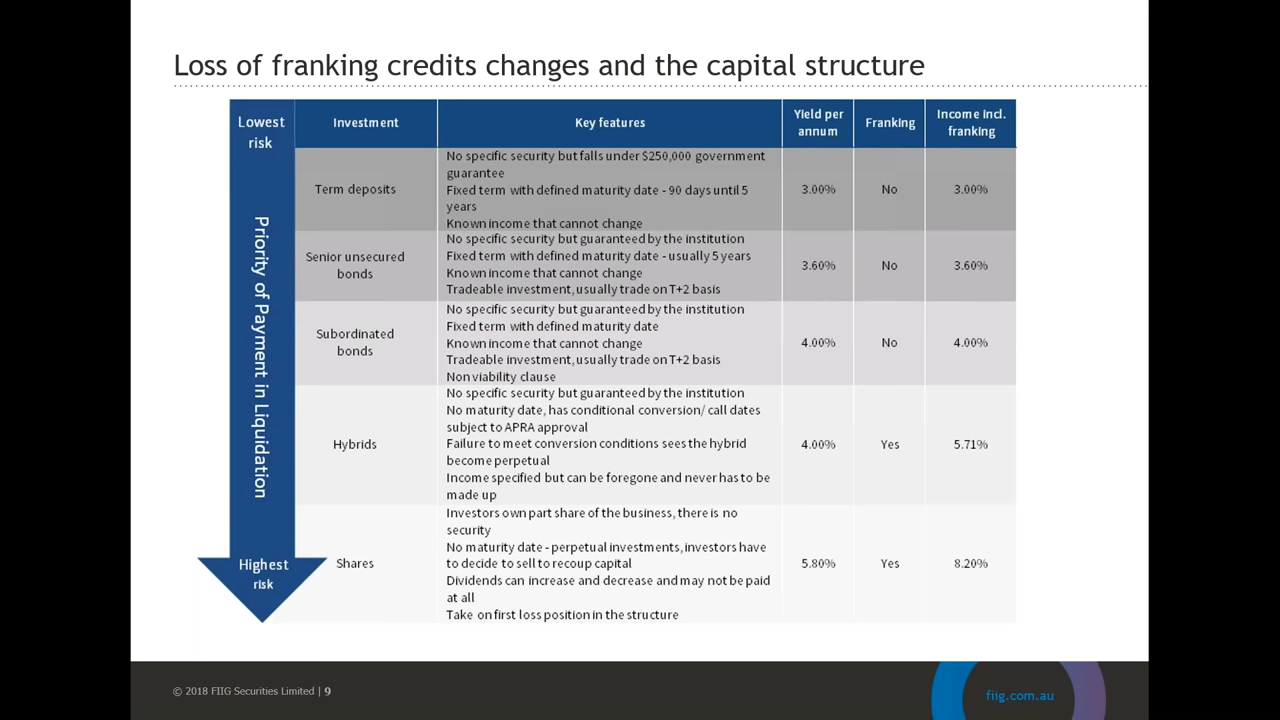 Loss of franking credits changes and the capital structure
Lowest
risk
Priority of Payment in Liquidation
Highest
risk
Investment
Key features
Yield per
annum
Franking
Income incl.
franking
Term deposits
No specific security but falls under $250,000 government
guarantee
Fixed term with defined maturity date - 90 days until 5
years
Known income that cannot change
3.00%
No
3.00%
Senior unsecured
bonds
No specific security but guaranteed by the institution
Fixed term with defined maturity date - usually 5 years
Known income that cannot change
Tradeable investment, usually trade on T+2 basis
3.60%
No
3.60%
Subordinated
bonds
No specific security but guaranteed by the institution
Fixed term with defined maturity date
Known income that cannot change
Tradeable investment, usually trade on T+2 basis
Non viability clause
4.00%
No
4.00%
Hybrids
No specific security but guaranteed by the institution
No maturity date, has conditional conversion/ call dates
subject to APRA approval
Failure to meet conversion conditions sees the hybrid
become perpetual
Income specified but can be foregone and never has to be
made up
4.00%
Yes
5.71%
Shares
Investors own part share of the business, there is no
security
No maturity date - perpetual investments, investors have
to decide to sell to recoup capital
Dividends can increase and decrease and may not be paid
at all
Take on first loss position in the structure
5.80%
Yes
8.20%
© 2018 FIIG Securities Limited | 9
fiig.com.au